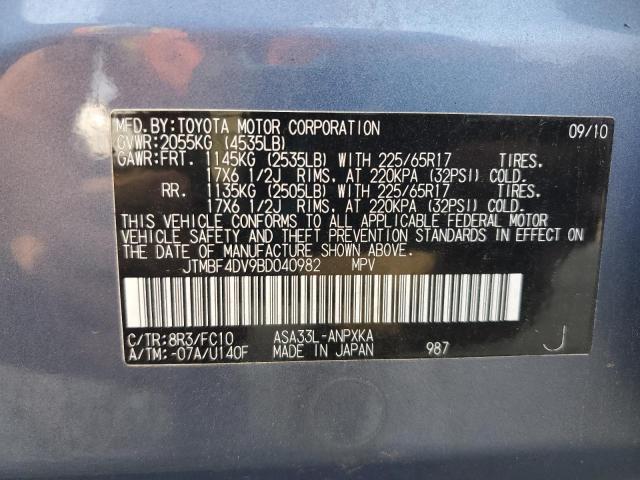 MFD.BY:TOYOTA MOTOR CORPORATION 09/10
GVWR:2055KG (4535LB)
GAWR:FRT. 1145KG (2535LB) WITH 225/65R17 TIRES.
17X6 1/2J RIMS. AT 220KPA (32PSI) COLD.
RR. 1135KG (2505LB) WITH 225/65R17 TIRES.
17X6 1/2J RIMS. AT 220KPA (32PSI) COLD.
THIS VEHICLE CONFORMS TO ALL APPLICABLE FEDERAL MOTOR
VEHICLE SAFETY AND THEFT PREVENTION STANDARDS IN EFFECT ON
THE DATE OF MANUFACTURE SHOWN ABOVE.
JTMBF4DV9BD040982 MPV
C/TR:8R3/FC10 ASA33L-ANPXKA
A/TM:-07A/U140F MADE IN JAPAN 987 J